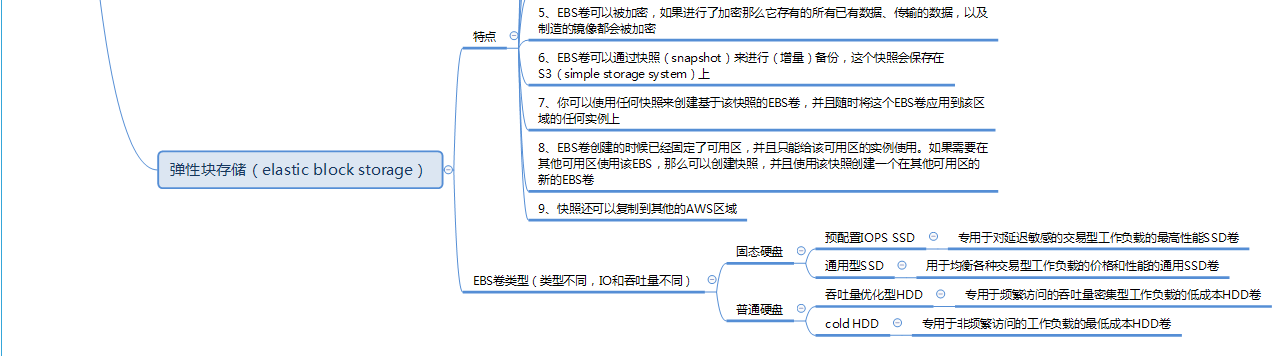 5、EBS卷可以被加密，如果进行了加密那么它存有的所有已有数据、传输的数据，以及
制造的镜像都会被加密
特点
6、EBS卷可以通过快照（snapshot）来进行（增量）备份，这个快照会保存在
S3（simple storage system）上
7、你可以使用任何快照来创建基于该快照的EBS卷，并且随时将这个EBS卷应用到该区
域的任何实例上
8、EBS卷创建的时候已经固定了可用区，并且只能给该可用区的实例使用。如果需要在
其他可用区使用该EBS，那么可以创建快照，并且使用该快照创建一个在其他可用区的
新的EBS卷
9、快照还可以复制到其他的AWS区域
弹性块存储（elastic block storage）
EBS卷类型（类型不同，IO和吞吐量不同）
固态硬盘
预配置IOPS SSD
专用于对延迟敏感的交易型工作负载的最高性能SSD卷
通用型SSD
用于均衡各种交易型工作负载的价格和性能的通用SSD卷
普通硬盘
吞吐量优化型HDD
专用于频繁访问的吞吐量密集型工作负载的低成本HDD卷
cold HDD
专用于非频繁访问的工作负载的最低成本HDD卷